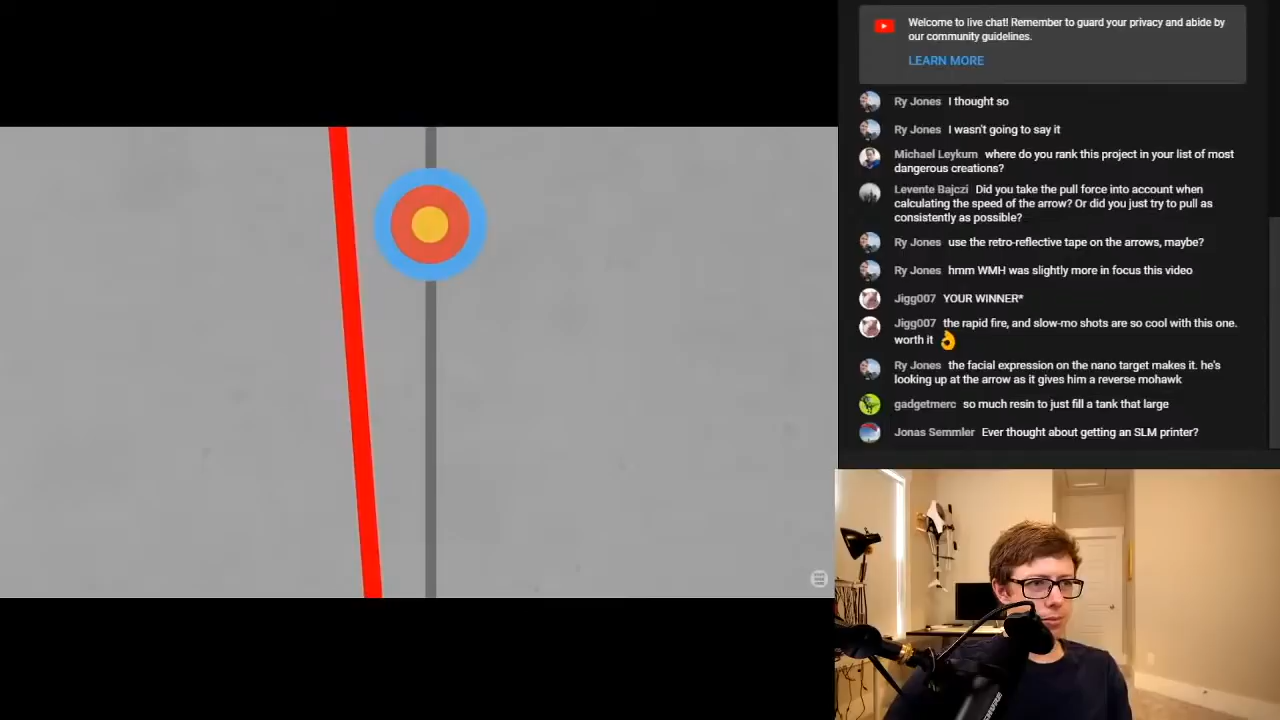 Welcome to live chat! Remember to guard your privacy and abide by
our community guidelines.
LEARN MORE
Ry Jones I thought so
Ry Jones I wasn't going to say it
Michael Leykum where do you rank this project in your list of most
dangerous creations?
Levente Bajczi Did you take the pull force into account when
calculating the speed of the arrow? Or did you just try to pull as
consistently as possible?
Ry Jones use the retro-reflective tape on the arrows, maybe?
Ry Jones hmm WMH was slightly more in focus this video
Jigg007 YOUR WINNER*
Jigg007 the rapid fire, and slow-mo shots are so cool with this one.
worth it 👌
Ry Jones the facial expression on the nano target makes it. he's
looking up at the arrow as it gives him a reverse mohawk
gadgetmerc so much resin to just fill a tank that large
Jonas Semmler Ever thought about getting an SLM printer?